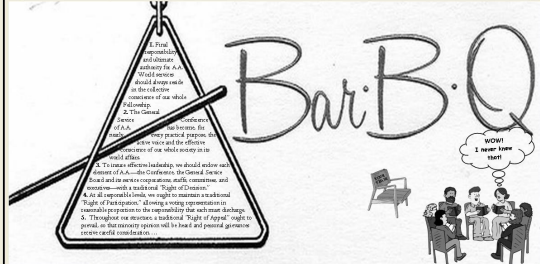 Bar·B·Q
WOW!
I never knew
that!
1. Final
responsibility
and ultimate
authority for A.A.
World services
should always reside
in the collective
conscience of our whole
Fellowship.
2. The General
Service Conference
of A.A. has become, for
nearly every practical purpose, the
active voice and the effective
conscience of our whole society in its
world affairs.
3. To insure effective leadership, we should endow each
element of A.A.—the Conference, the General Service
Board and its service corporations, staffs, committees, and
executives—with a traditional "Right of Decision."
4. At all responsible levels, we ought to maintain a traditional
"Right of Participation," allowing a voting representation in
reasonable proportion to the responsibility that each must discharge.
5. Throughout our structure, a traditional "Right of Appeal" ought to
prevail, so that minority opinion will be heard and personal grievances
receive careful consideration....